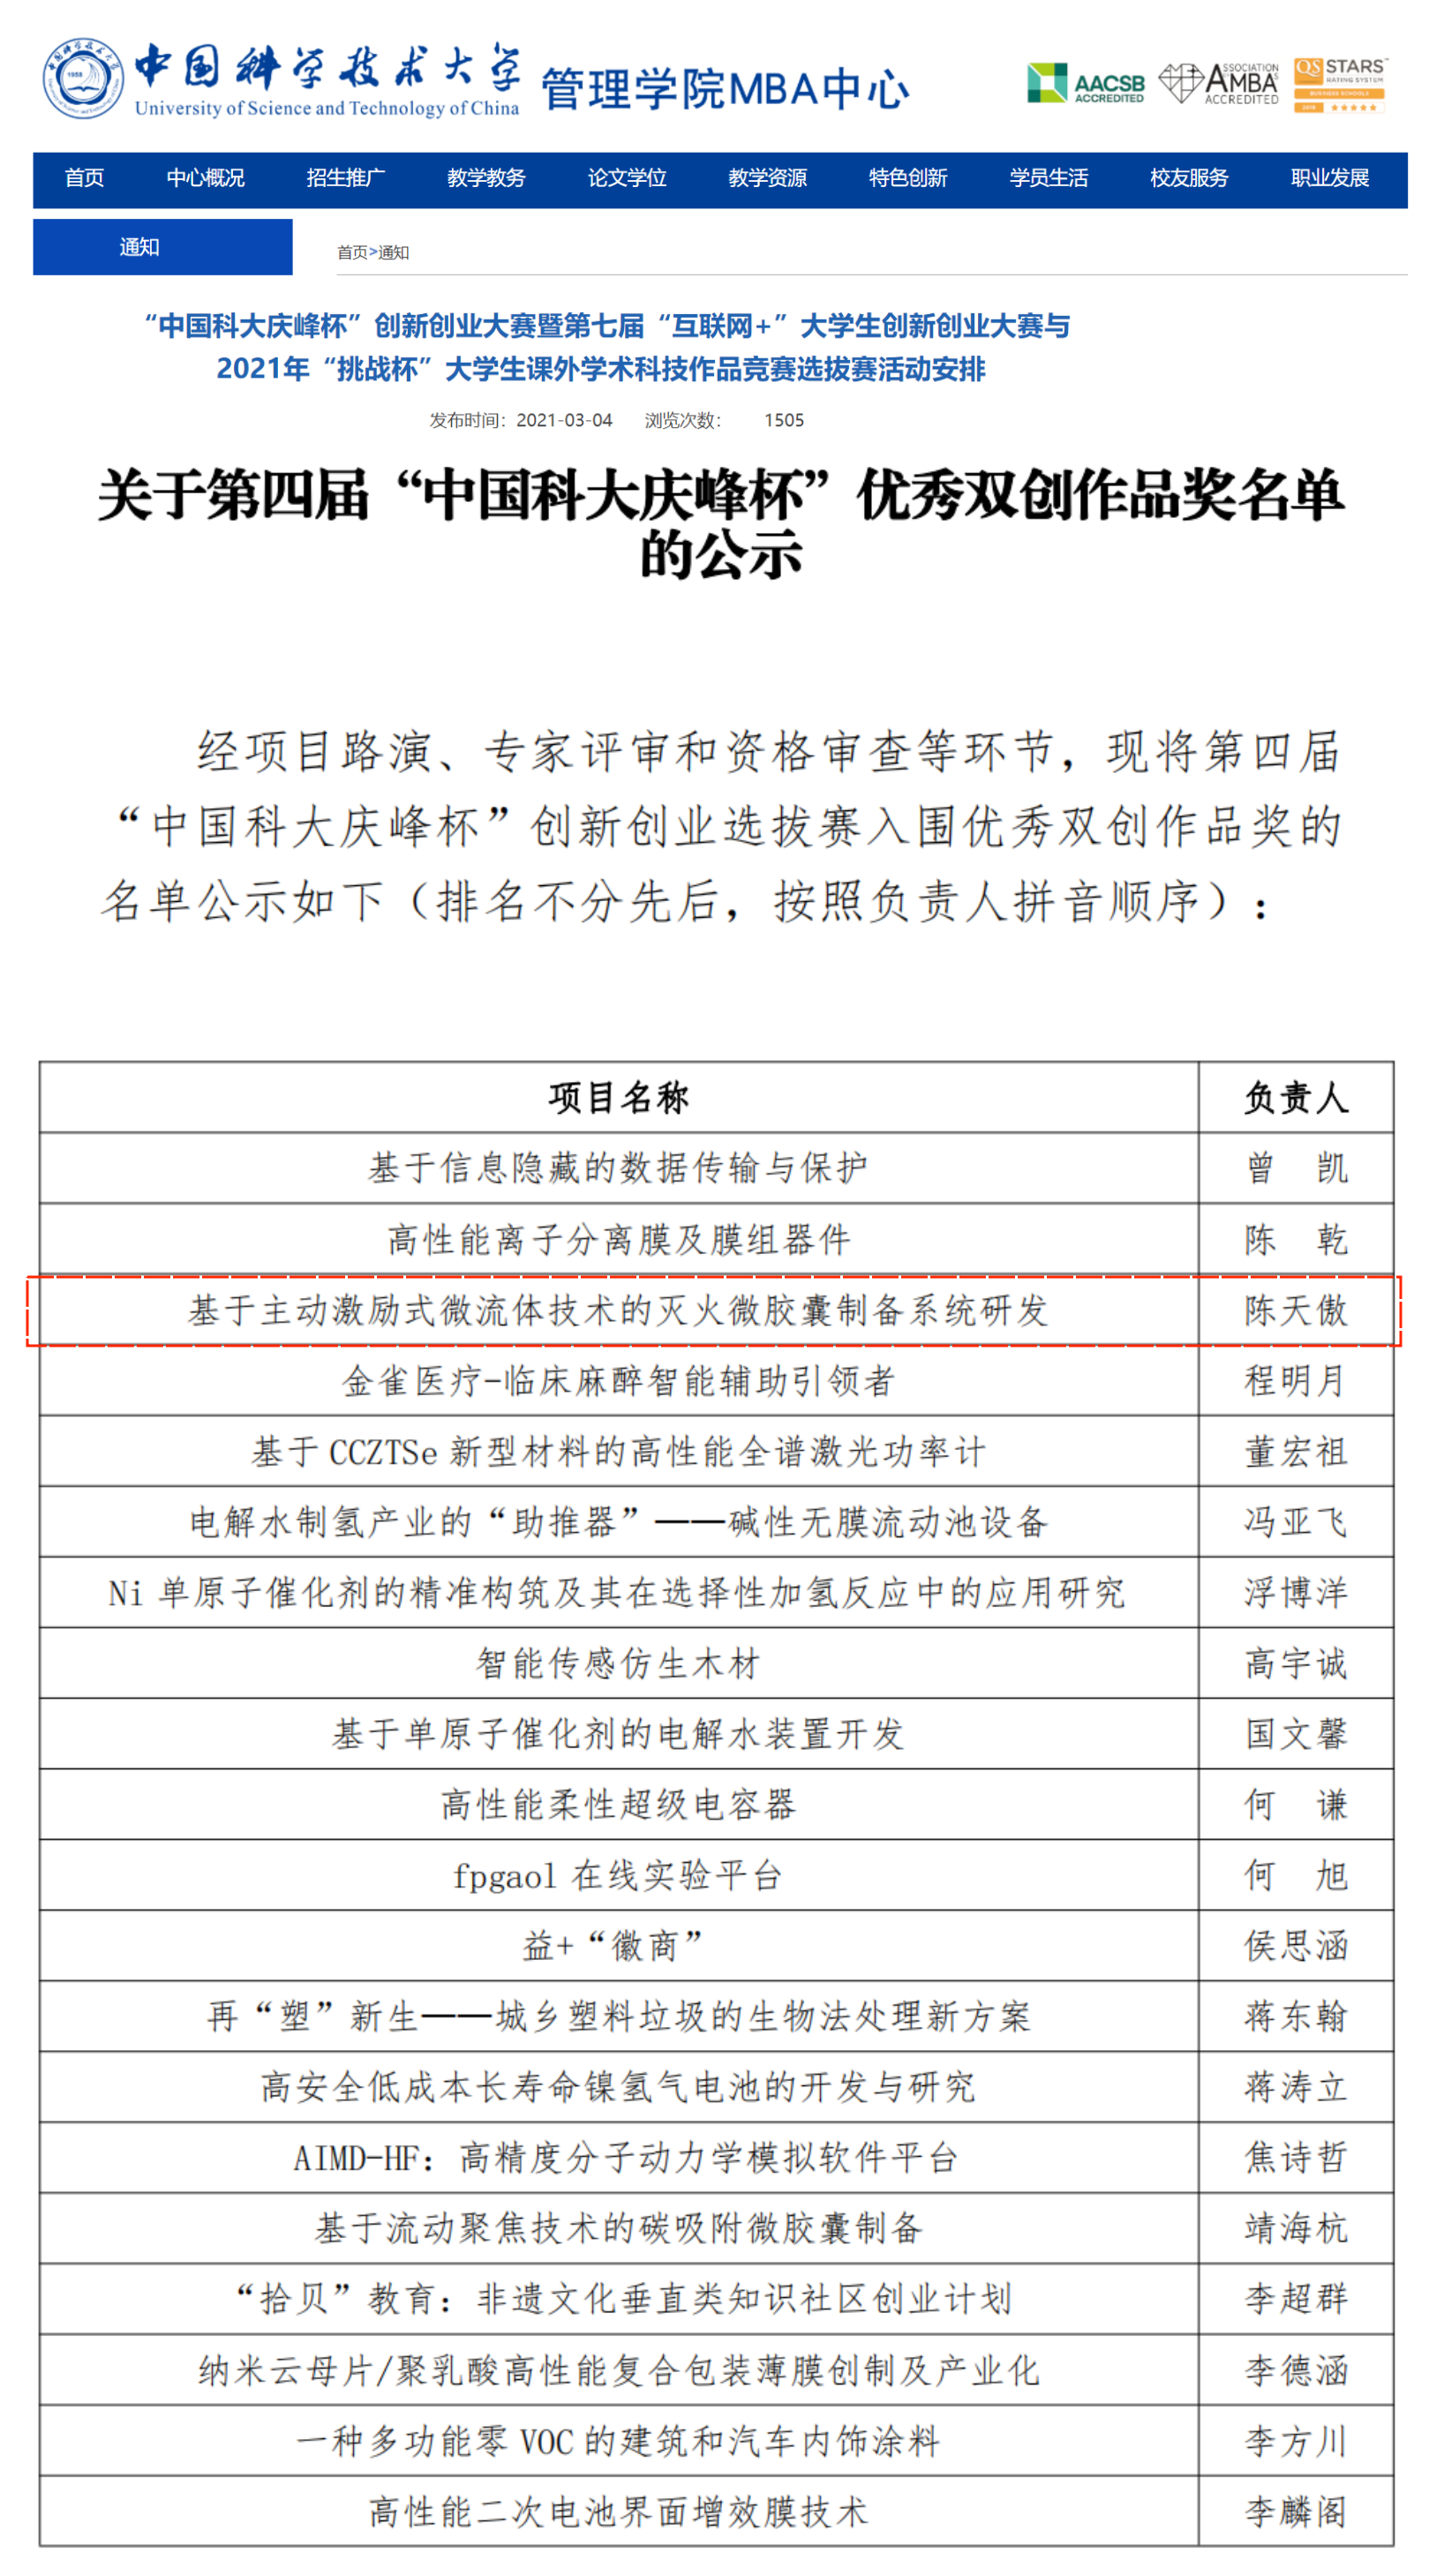 中国科学技术大学 管理学院MBA中心
University of Science and Technology of China
1958
AACSB
ACCREDITED
ASSOCIATION
AMBAS
ACCREDITED
QS STARS
RATING SYSTEM
BUSINESS SCHOOLS
首页 中心概况 招生推广 教学教务 论文学位 教学资源 特色创新 学员生活 校友服务 职业发展
通知
首页>通知
“中国科大庆峰杯”创新创业大赛暨第七届“互联网+”大学生创新创业大赛与
2021年“挑战杯”大学生课外学术科技作品竞赛选拔赛活动安排
发布时间：2021-03-04 浏览次数： 1505
关于第四届“中国科大庆峰杯”优秀双创作品奖名单
的公示
经项目路演、专家评审和资格审查等环节，现将第四届
“中国科大庆峰杯”创新创业选拔赛入围优秀双创作品奖的
名单公示如下（排名不分先后，按照负责人拼音顺序）：
项目名称 负责人
基于信息隐藏的数据传输与保护 曾 凯
高性能离子分离膜及膜组器件 陈 乾
基于主动激励式微流体技术的灭火微胶囊制备系统研发 陈天傲
金雀医疗-临床麻醉智能辅助引领者 程明月
基于 CCZTSe 新型材料的高性能全谱激光功率计 董宏祖
电解水制氢产业的“助推器”——碱性无膜流动池设备 冯亚飞
Ni 单原子催化剂的精准构筑及其在选择性加氢反应中的应用研究 浮博洋
智能传感仿生木材 高宇诚
基于单原子催化剂的电解水装置开发 国文馨
高性能柔性超级电容器 何 谦
fpgaol 在线实验平台 何 旭
益+“徽商” 侯思涵
再“塑”新生——城乡塑料垃圾的生物法处理新方案 蒋东翰
高安全低成本长寿命镍氢气电池的开发与研究 蒋涛立
AIMD-HF：高精度分子动力学模拟软件平台 焦诗哲
基于流动聚焦技术的碳吸附微胶囊制备 靖海杭
“拾贝”教育：非遗文化垂直类知识社区创业计划 李超群
纳米云母片/聚乳酸高性能复合包装薄膜创制及产业化 李德涵
一种多功能零 VOC 的建筑和汽车内饰涂料 李方川
高性能二次电池界面增效膜技术 李麟阁